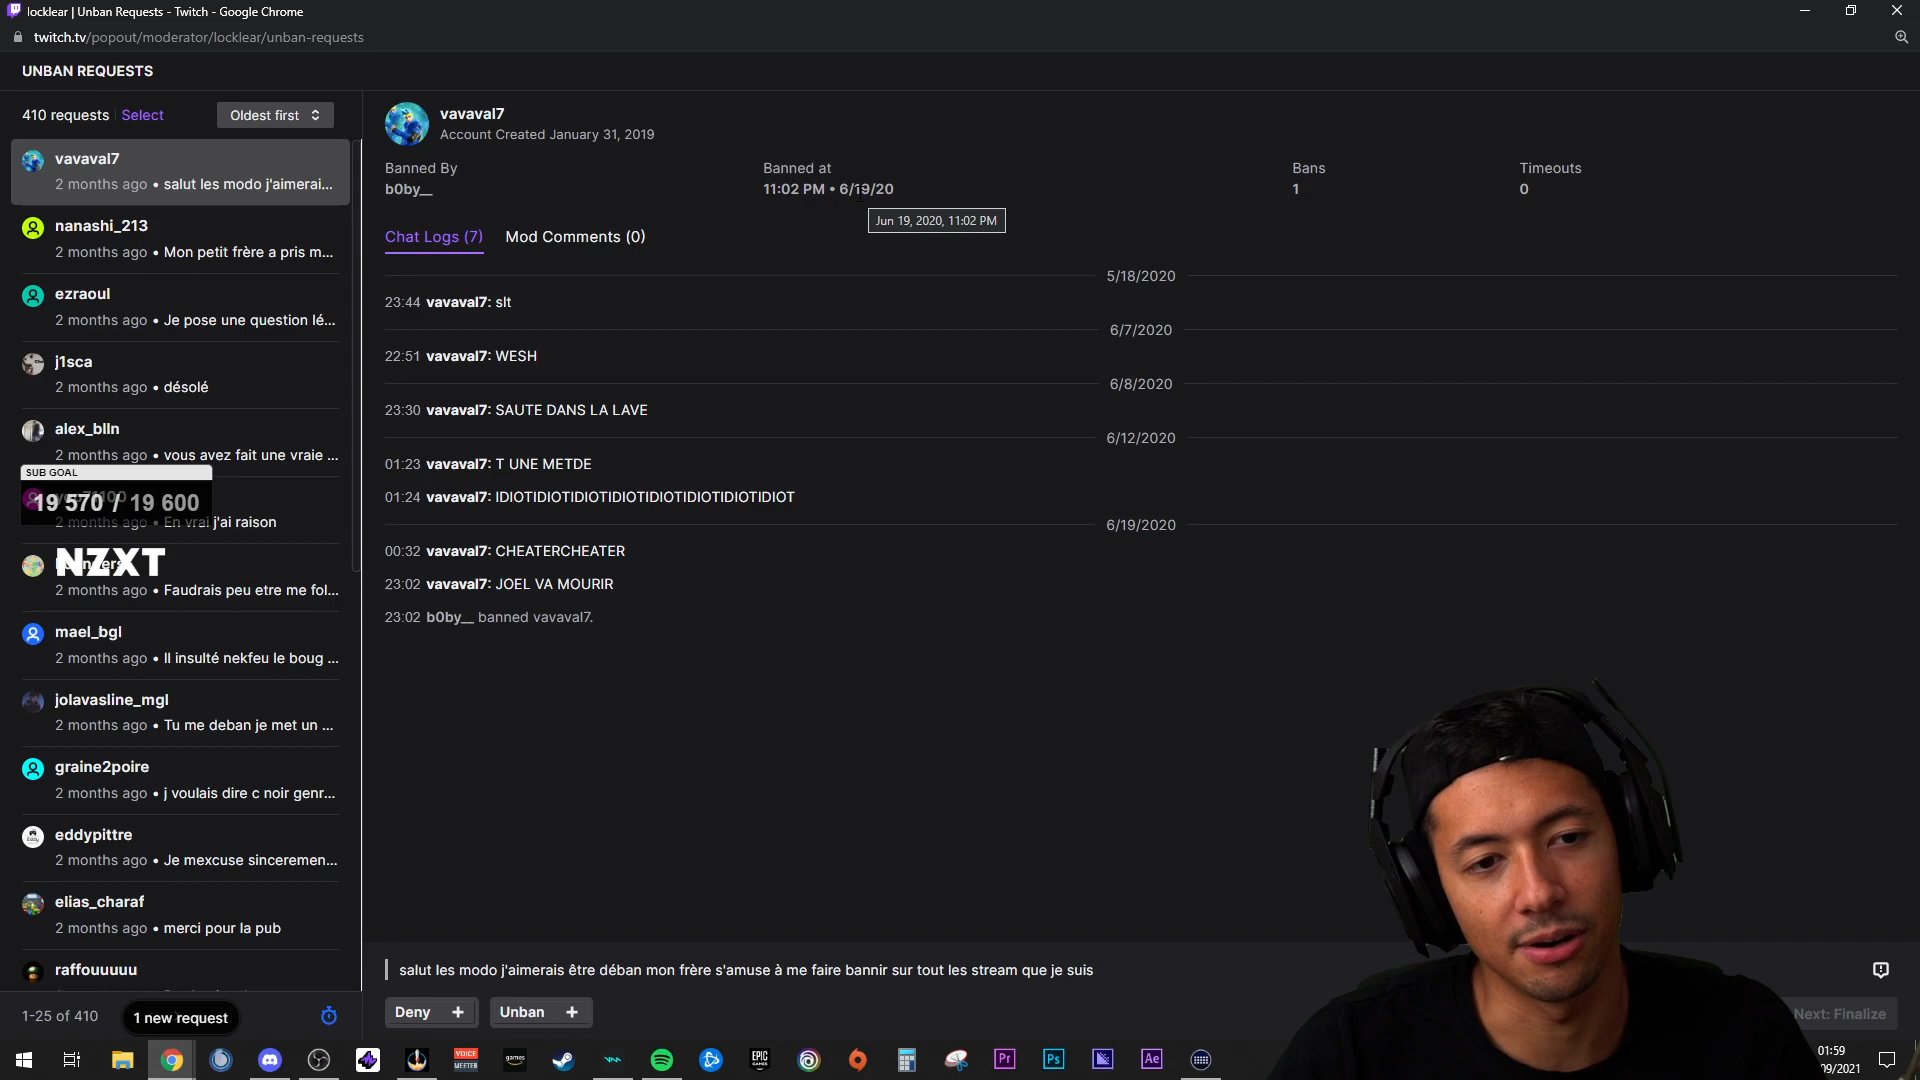 locklear | Unban Requests - Twitch - Google Chrome
twitch.tv/popout/moderator/locklear/unban-requests
UNBAN REQUESTS
410 requests Select Oldest first
vavaval7
2 months ago • salut les modo j'aimerai...
nanashi_213
2 months ago • Mon petit frère a pris m...
ezraoul
2 months ago • Je pose une question lé...
j1sca
2 months ago • désolé
alex_blln
2 months ago • vous avez fait une vraie ...
SUB GOAL
19 570 / 19 600
2 months ago • En vrai j'ai raison
NZXT
2 months ago • Faudrais peu etre me fol...
mael_bgl
2 months ago • Il insulté nekfeu le boug ...
jolavasline_mgl
2 months ago • Tu me deban je met un ...
graine2poire
2 months ago • j voulais dire c noir genr...
eddypittre
2 months ago • Je mexcuse sinceremen...
elias_charaf
2 months ago • merci pour la pub
raffouuuuu
1-25 of 410
1 new request
vavaval7
Account Created January 31, 2019
Banned By Banned at Bans Timeouts
b0by__ 11:02 PM • 6/19/20 1 0
Jun 19, 2020, 11:02 PM
Chat Logs (7) Mod Comments (0)
5/18/2020
23:44 vavaval7: slt
6/7/2020
22:51 vavaval7: WESH
6/8/2020
23:30 vavaval7: SAUTE DANS LA LAVE
6/12/2020
01:23 vavaval7: T UNE METDE
01:24 vavaval7: IDIOTIDIOTIDIOTIDIOTIDIOTIDIOTIDIOTIDIOT
6/19/2020
00:32 vavaval7: CHEATERCHEATER
23:02 vavaval7: JOEL VA MOURIR
23:02 b0by__ banned vavaval7.
salut les modo j'aimerais être déban mon frère s'amuse à me faire bannir sur tout les stream que je suis
Deny + Unban +
Next: Finalize
VOICE
MEETER
games
EPIC
GAMES
Pr
Ps
Ae
01:59
09/2021